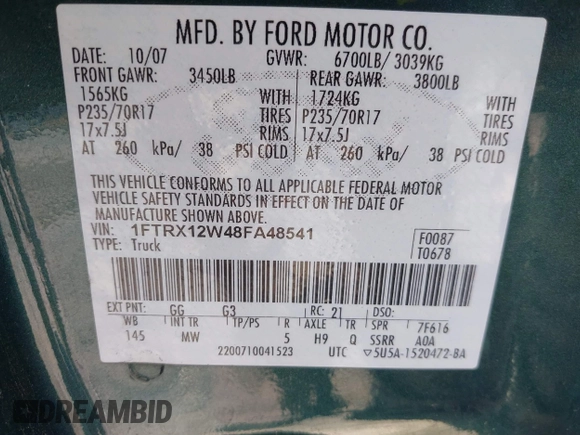 MFD. BY FORD MOTOR CO.
DATE: 10/07 GVWR: 6700LB/ 3039KG
FRONT GAWR: 3450LB REAR GAWR: 3800LB
1565KG WITH 1724KG WITH
P235/70R17 TIRES P235/70R17 TIRES
17x7.5J RIMS 17x7.5J RIMS
AT 260 kPa/ 38 PSI COLD AT 260 kPa/ 38 PSI COLD
THIS VEHICLE CONFORMS TO ALL APPLICABLE FEDERAL MOTOR
VEHICLE SAFETY STANDARDS IN EFFECT ON THE DATE OF
MANUFACTURE SHOWN ABOVE.
VIN: 1FTRX12W48FA48541 F0087
TYPE: Truck T0678
EXT PNT: GG G3 RC: 21 DSO:
WB INT TR TP/PS R AXLE TR SPR 7F616
145 MW 5 H9 Q SSRR A0A
2200710041523 UTC ▽5U5A-1520472-BA
DREAMBID